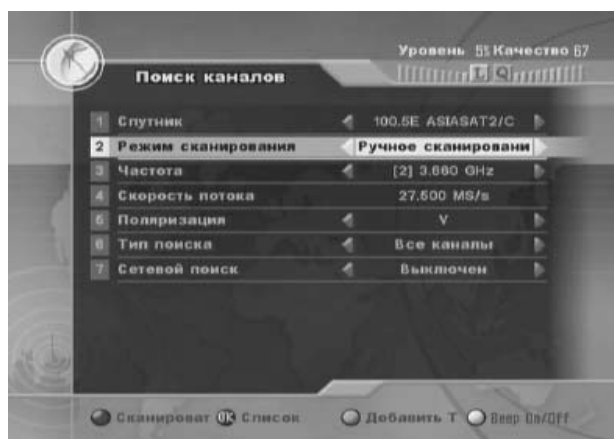 Уровень 5% Качество 67
Поиск каналов
L Q
1 Спутник 100.5E ASIASAT2/C
2 Режим сканирования Ручное сканировани
3 Частота [2] 3.660 GHz
4 Скорость потока 27.500 MS/s
5 Поляризация V
6 Тип поиска Все каналы
7 Сетевой поиск Выключен
Сканироват OK Список Добавить Т Beep On/Off